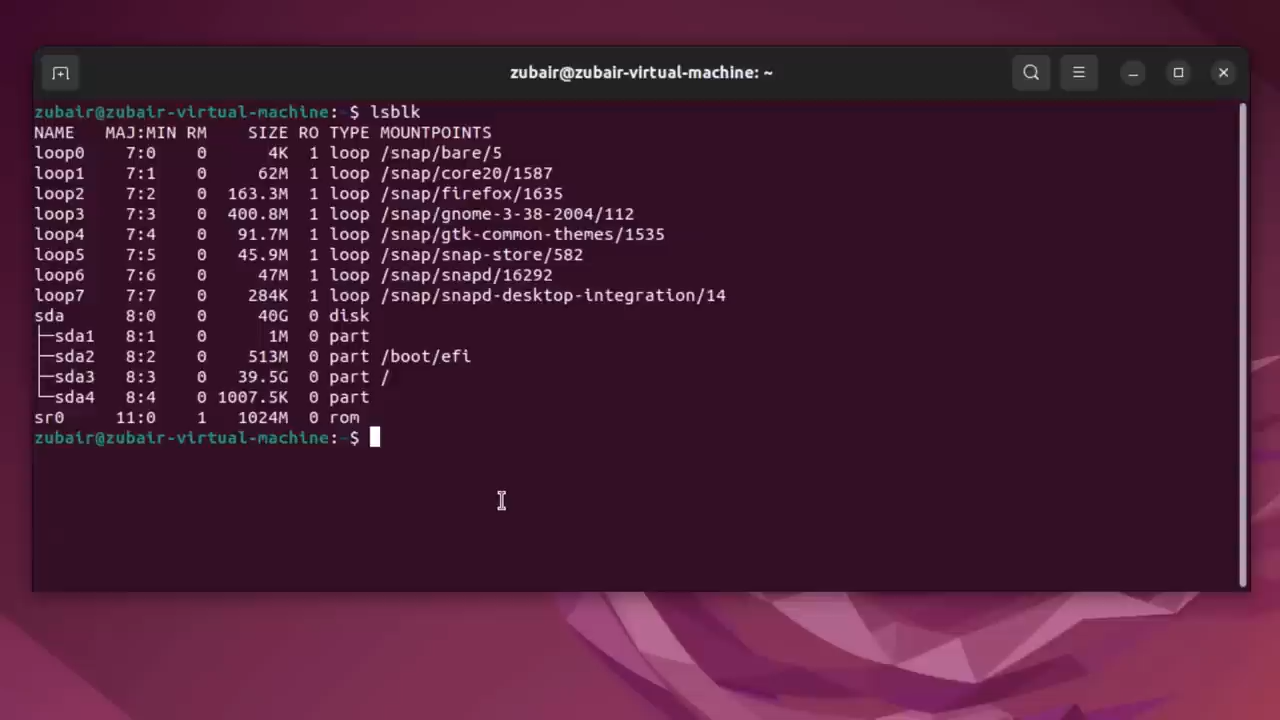 zubair@zubair-virtual-machine: ~
zubair@zubair-virtual-machine:~$ lsblk
NAME   MAJ:MIN RM   SIZE RO TYPE MOUNTPOINTS
loop0    7:0    0     4K  1 loop /snap/bare/5
loop1    7:1    0    62M  1 loop /snap/core20/1587
loop2    7:2    0 163.3M  1 loop /snap/firefox/1635
loop3    7:3    0 400.8M  1 loop /snap/gnome-3-38-2004/112
loop4    7:4    0  91.7M  1 loop /snap/gtk-common-themes/1535
loop5    7:5    0  45.9M  1 loop /snap/snap-store/582
loop6    7:6    0    47M  1 loop /snap/snapd/16292
loop7    7:7    0   284K  1 loop /snap/snapd-desktop-integration/14
sda      8:0    0    40G  0 disk
├─sda1   8:1    0     1M  0 part
├─sda2   8:2    0   513M  0 part /boot/efi
├─sda3   8:3    0  39.5G  0 part /
└─sda4   8:4    0 1007.5K  0 part
sr0     11:0    1  1024M  0 rom
zubair@zubair-virtual-machine:~$